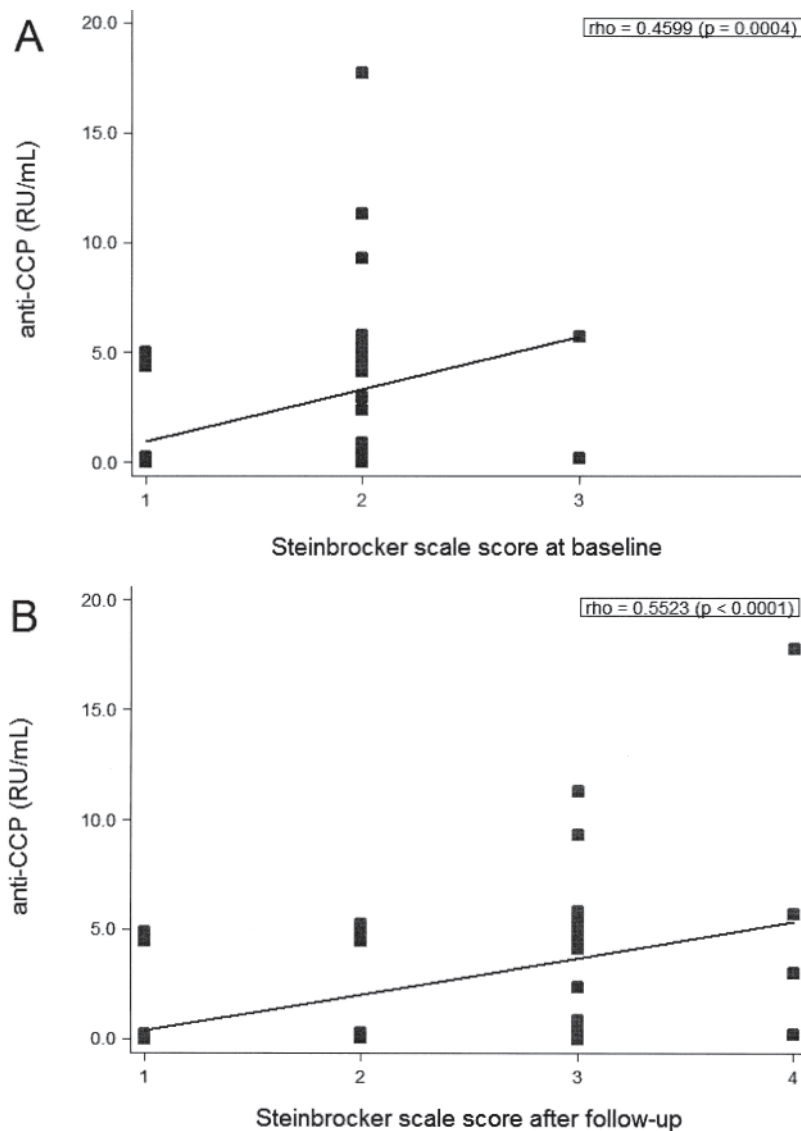 A
rho = 0.4599 (p = 0.0004)
anti-CCP (RU/mL)
20.0
15.0
10.0
5.0
0.0
1 2 3
Steinbrocker scale score at baseline
B
rho = 0.5523 (p < 0.0001)
anti-CCP (RU/mL)
20.0
15.0
10.0
5.0
0.0
1 2 3 4
Steinbrocker scale score after follow-up